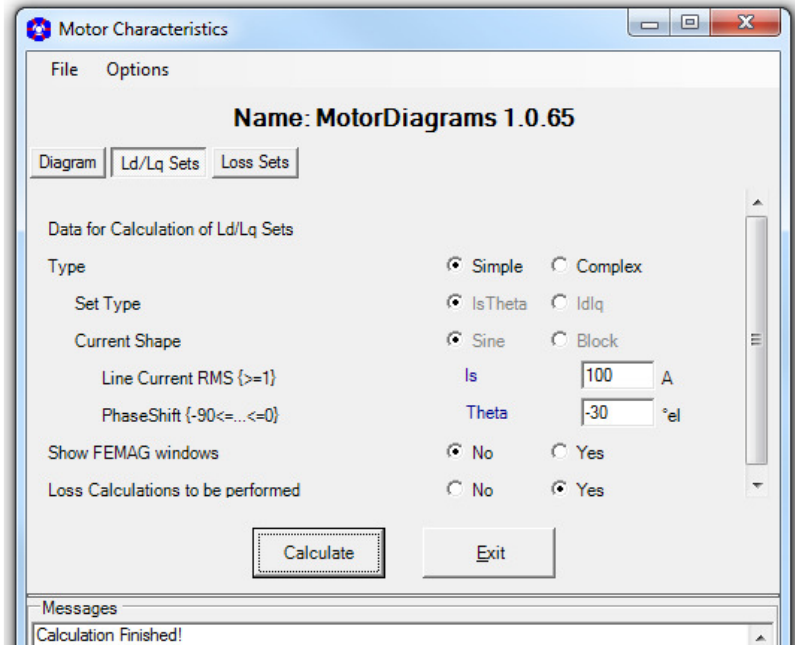 Motor Characteristics
File Options
Name: MotorDiagrams 1.0.65
Diagram Ld/Lq Sets Loss Sets
Data for Calculation of Ld/Lq Sets
Type Simple Complex
Set Type IsTheta IdIq
Current Shape Sine Block
Line Current RMS {>=1} Is 100 A
PhaseShift {-90<=...<=0} Theta -30 °el
Show FEMAG windows No Yes
Loss Calculations to be performed No Yes
Calculate Exit
Messages
Calculation Finished!